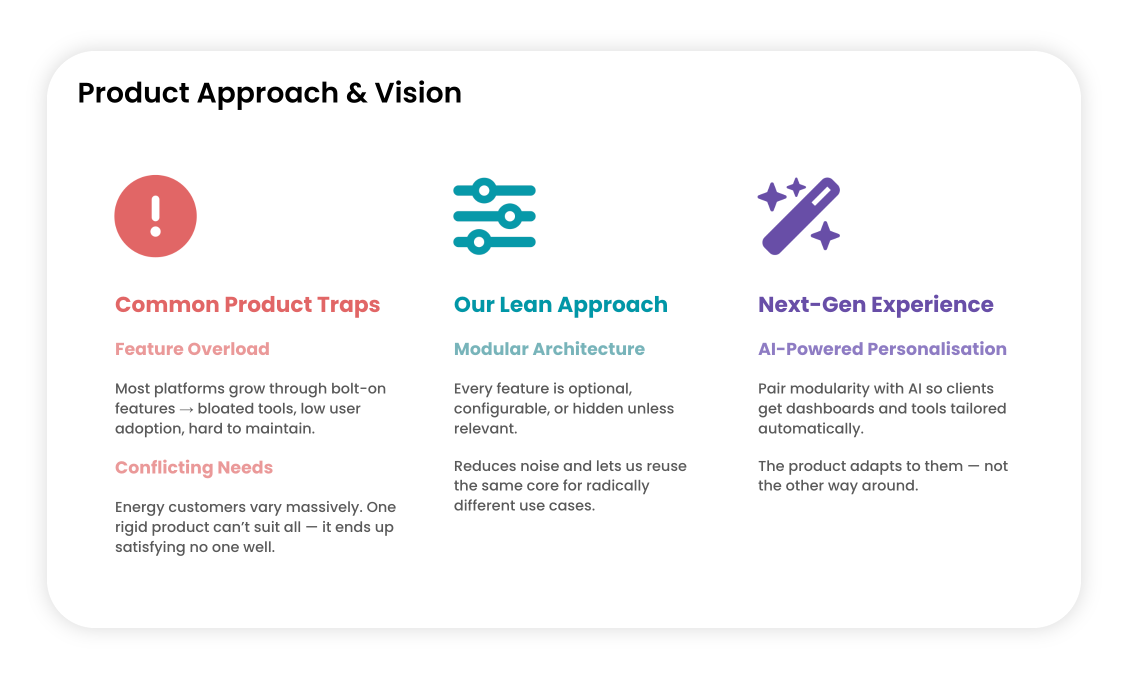 Product Approach & Vision
Common Product Traps
Feature Overload
Most platforms grow through bolt-on
features → bloated tools, low user
adoption, hard to maintain.
Conflicting Needs
Energy customers vary massively. One
rigid product can’t suit all — it ends up
satisfying no one well.
Our Lean Approach
Modular Architecture
Every feature is optional,
configurable, or hidden unless
relevant.
Reduces noise and lets us reuse
the same core for radically
different use cases.
Next-Gen Experience
AI-Powered Personalisation
Pair modularity with AI so clients
get dashboards and tools tailored
automatically.
The product adapts to them — not
the other way around.